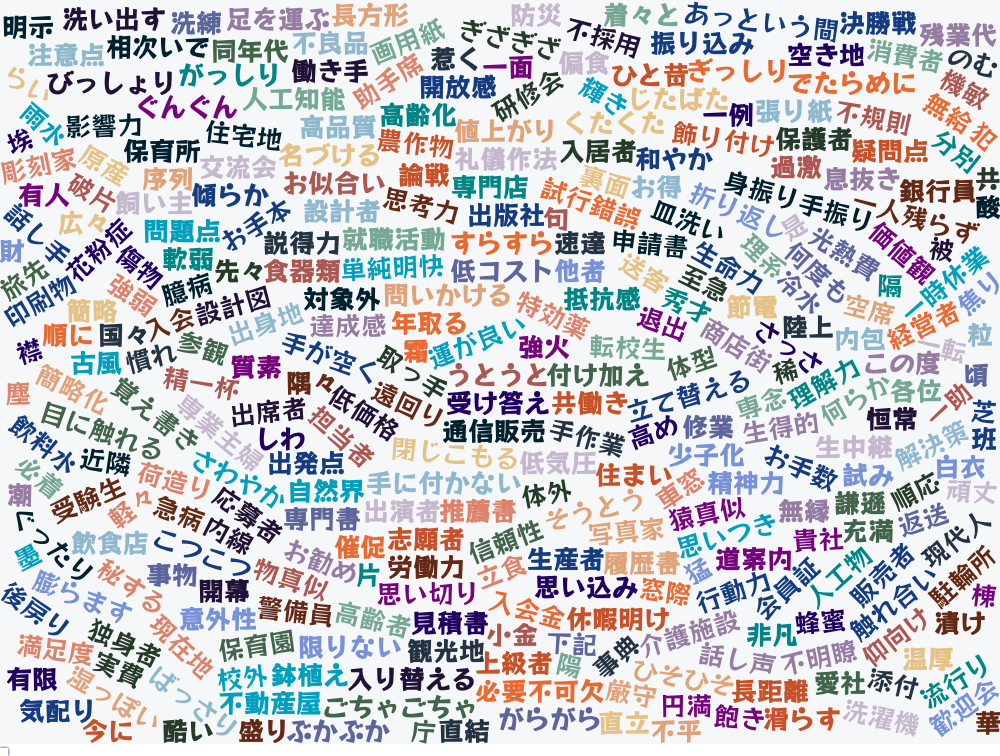 明示
洗い出す
洗練
足を運ぶ
長方形
防災
着々と
あっという間
決勝戦
残業代
注意点
相次いで
同年代
不良品
画用紙
ぎざぎざ
不採用
振り込み
空き地
消費者
のむ
らい
びっしょり
がっしり
働き手
助手席
惹く
一面
偏食
ひと昔
ぎっしり
でたらめに
機敏
雨水
ぐんぐん
人工知能
開放感
研修会
輝き
じたばた
一例
張り紙
不規則
無給
犯
埃
影響力
住宅地
高品質
高齢化
農作物
値上がり
くたくた
飾り付け
保護者
疑問点
分別
彫刻家
原産
保育所
交流会
名づける
論戦
礼儀作法
入居者
和やか
過激
息抜き
共
有人
破片
序列
飼い主
傾らか
お似合い
専門店
試行錯誤
裏面
お得
折り返し
身振り手振り
銀行員
酸
話し手
広々
花粉症
問題点
お手本
設計者
思考力
出版社
句
皿洗い
是
一人残らず
財
旅先
傷物
軟弱
先々
説得力
就職活動
すらすら
速達
申請書
生命力
理系
光熱費
価値観
被
印刷物
強弱
臆病
食器類
単純明快
低コスト
他者
送客
至急
何度も
冷水
隔
一時休業
簡略
入会
設計図
対象外
問いかける
特効薬
抵抗感
秀才
節電
空席
焦り
順に
国々
出身地
達成感
年取る
運が良い
退出
商店街
さっさ
陸上
内包
経営者
粒
襟
古風
慣れ
参観
質素
手が空く
取っ手
霜
強火
転校生
体型
稀
この度
一転
頃
塵
簡略化
覚え書き
精一杯
隅々
低価格
遠回り
うとうと
付け加え
立て替える
専念
理解力
何らか
各位
一助
目に触れる
専業主婦
出席者
担当者
受け答え
共働き
高め
修業
生得的
恒常
芝
班
飲料水
近隣
しわ
出発点
閉じこもる
通信販売
手作業
低気圧
少子化
お手数
生中継
解決策
必着
荷造り
さわやか
自然界
手に付かない
住まい
精神力
試み
白衣
潮
受験生
軽々
急病
応募者
専門書
出演者
推薦書
体外
そうとう
車窓
猿真似
無縁
謙遜
順応
頑丈
ぐったり
内線
催促
志願者
信頼性
写真家
思いつき
貴社
充満
返送
墨
飲食店
こつこつ
お勧め
片
労働力
立食
生産者
履歴書
猛
道案内
人工物
販売者
現代人
膨らます
秘する
事物
開幕
物真似
思い切り
思い込み
窓際
行動力
会員証
触れ合い
駐輪所
棟
後戻り
意外性
警備員
高齢者
見積書
入会金
休暇明け
非凡
蜂蜜
漬け
満足度
独身者
現在地
保育園
限りない
観光地
小金
下記
事典
介護施設
話し声
不明瞭
仰向け
温厚
有限
実費
湿っぽい
ばっさり
校外
鉢植え
入り替える
上級者
陽
ひそひそ
長距離
愛社
添付
流行り
気配り
不動産屋
ごちゃごちゃ
必要不可欠
厳守
円満
飽き
滑らす
洗濯機
歓迎会
今に
酷い
盛り
ぷかぷか
庁
直結
がらがら
直立
不平
華